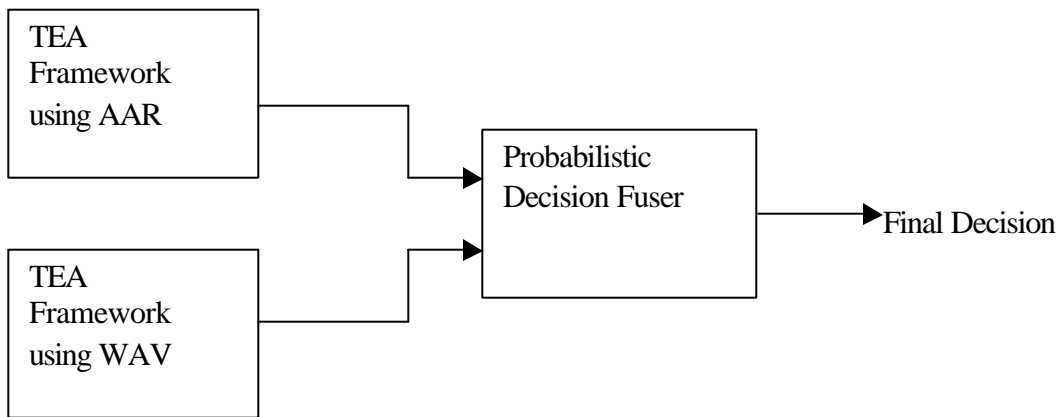 TEA
Framework
using AAR
Probabilistic
Decision Fuser
Final Decision
TEA
Framework
using WAV